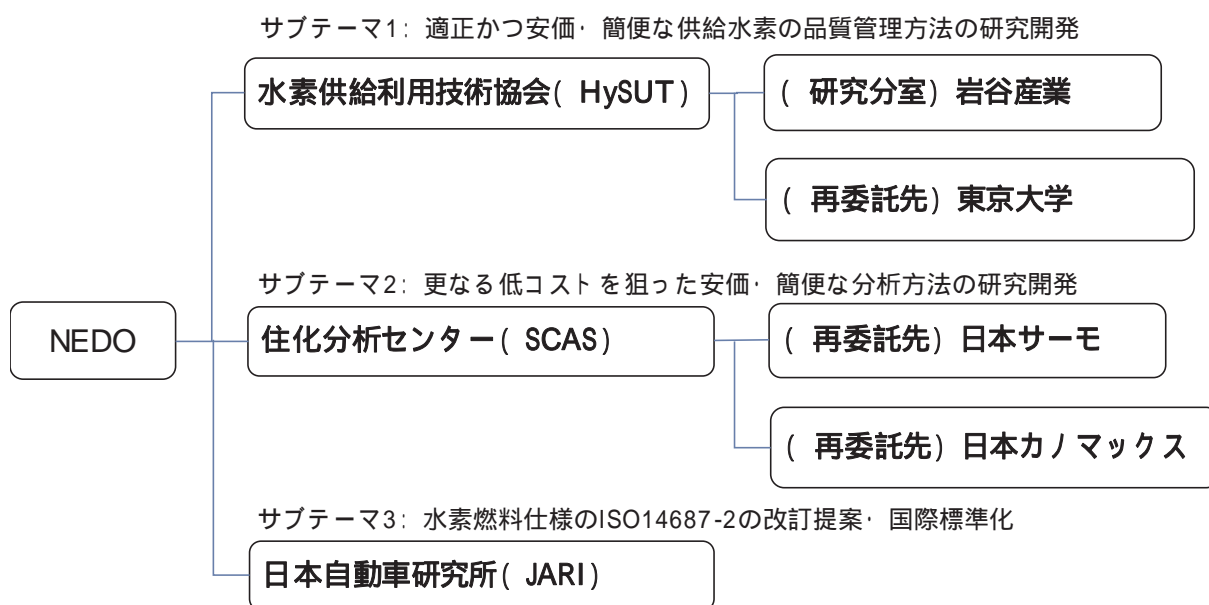 サブテーマ1：適正かつ安価・簡便な供給水素の品質管理方法の研究開発
水素供給利用技術協会（HySUT）
（研究分室）岩谷産業
（再委託先）東京大学
サブテーマ2：更なる低コストを狙った安価・簡便な分析方法の研究開発
NEDO
住化分析センター（SCAS）
（再委託先）日本サーモ
（再委託先）日本カノマックス
サブテーマ3：水素燃料仕様のISO14687-2の改訂提案・国際標準化
日本自動車研究所（JARI）